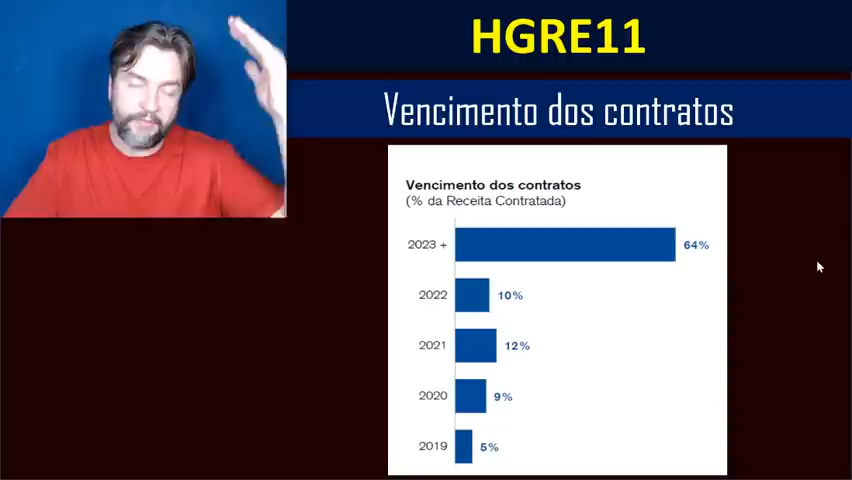 HGRE11
Vencimento dos contratos
Vencimento dos contratos
(% da Receita Contratada)
2023 + 64%
2022 10%
2021 12%
2020 9%
2019 5%